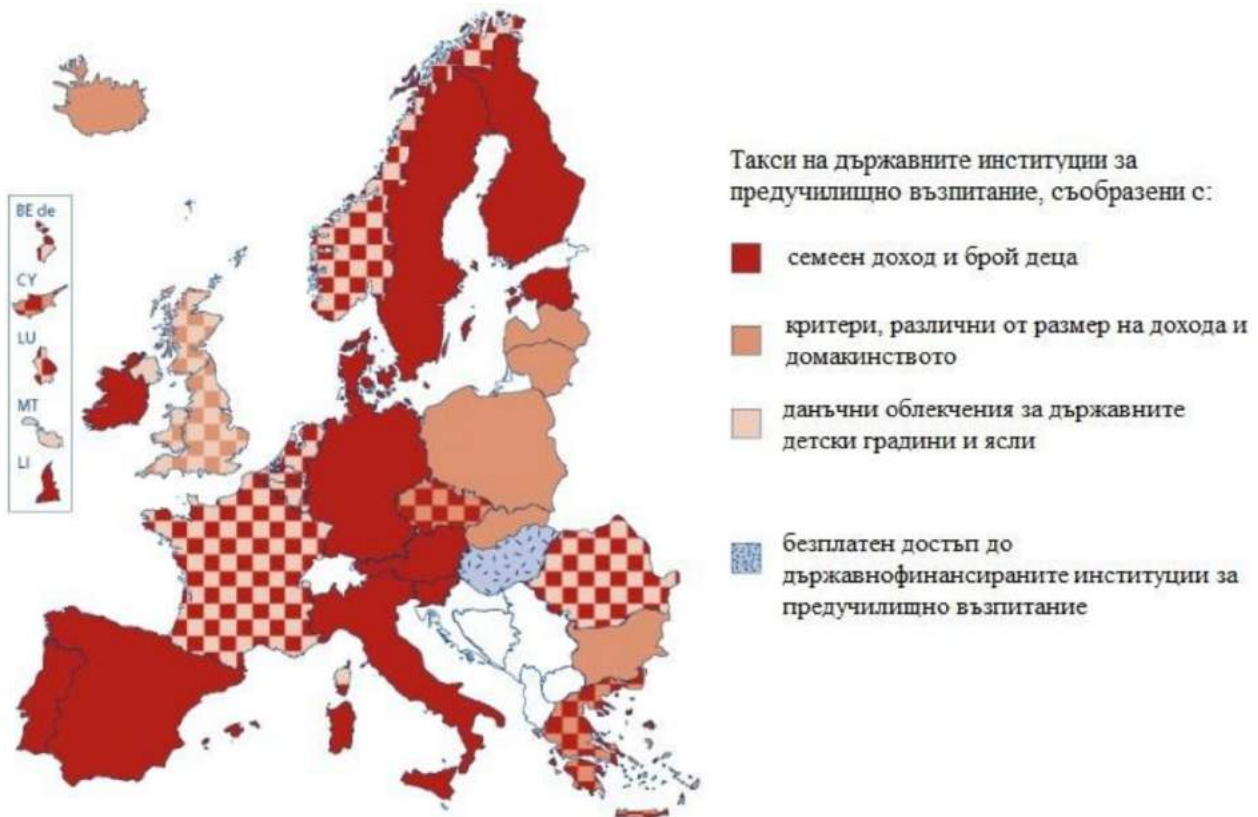 BE de
CY
LU
MT
LI
Такси на държавните институции за
предучилищно възпитание, съобразени с:
семеен доход и брой деца
критери, различни от размер на дохода и
домакинството
данъчни облекчения за държавните
детски градини и ясли
безплатен достъп до
държавнофинансираните институции за
предучилищно възпитание